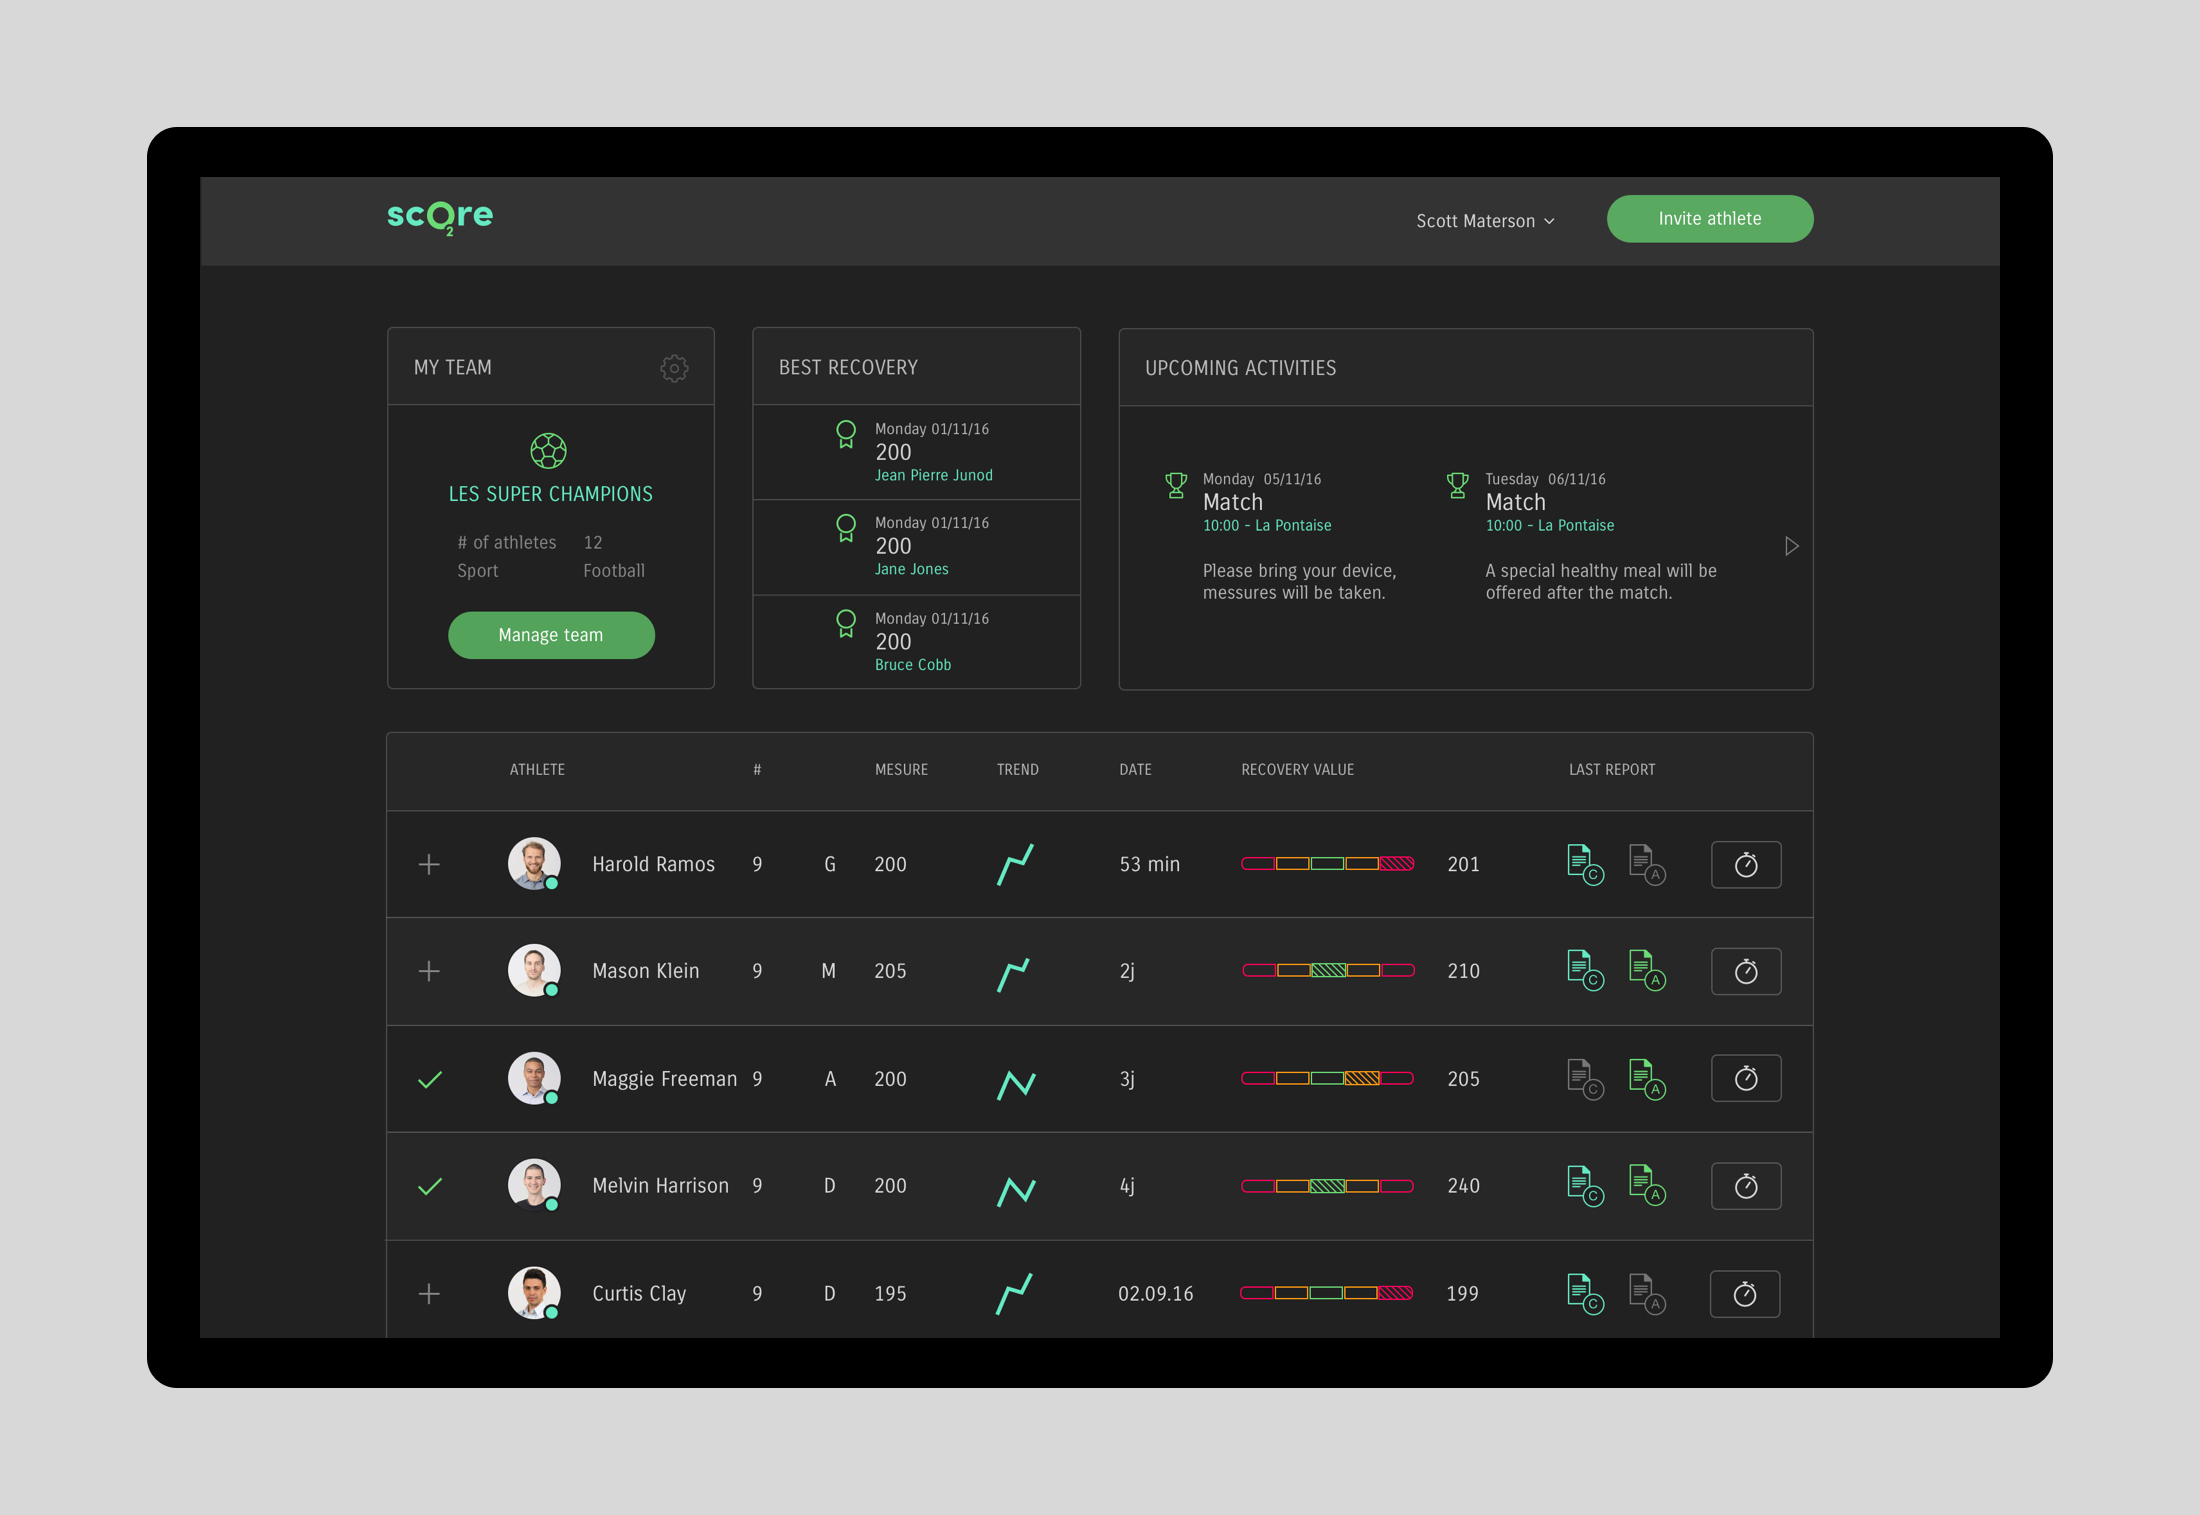 scO2re
Scott Materson
Invite athlete
MY TEAM
LES SUPER CHAMPIONS
# of athletes 12
Sport Football
Manage team
BEST RECOVERY
Monday 01/11/16
200
Jean Pierre Junod
Monday 01/11/16
200
Jane Jones
Monday 01/11/16
200
Bruce Cobb
UPCOMING ACTIVITIES
Monday 05/11/16
Match
10:00 - La Pontaise
Please bring your device,
messures will be taken.
Tuesday 06/11/16
Match
10:00 - La Pontaise
A special healthy meal will be
offered after the match.
ATHLETE # MESURE TREND DATE RECOVERY VALUE LAST REPORT
Harold Ramos 9 G 200 53 min 201 C A
Mason Klein 9 M 205 2j 210 C A
Maggie Freeman 9 A 200 3j 205 C A
Melvin Harrison 9 D 200 4j 240 C A
Curtis Clay 9 D 195 02.09.16 199 C A